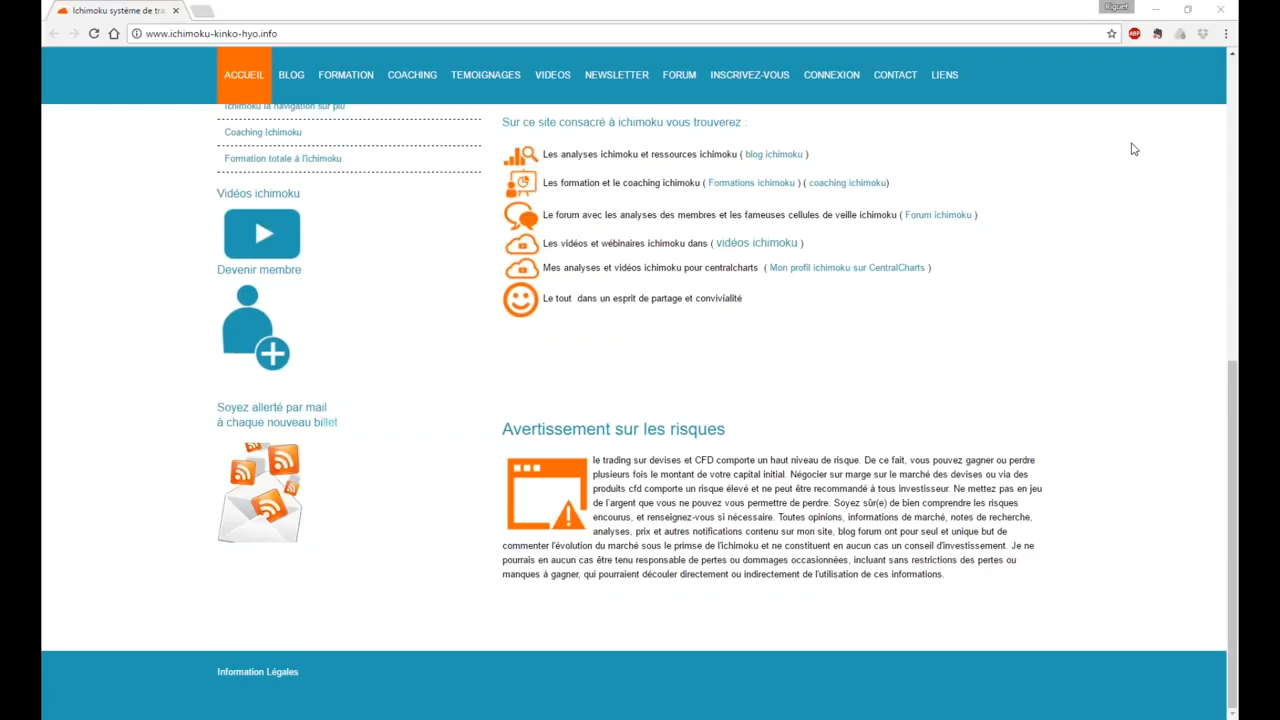 Ichimoku système de tra
Riquet
www.ichimoku-kinko-hyo.info
ABP
ACCUEIL BLOG FORMATION COACHING TEMOIGNAGES VIDEOS NEWSLETTER FORUM INSCRIVEZ-VOUS CONNEXION CONTACT LIENS
Ichimoku la navigation sur plu
Coaching Ichimoku
Formation totale à l'ichimoku
Vidéos ichimoku
Devenir membre
Soyez allerté par mail
à chaque nouveau billet
Sur ce site consacré à ichimoku vous trouverez :
Les analyses ichimoku et ressources ichimoku ( blog ichimoku )
Les formation et le coaching ichimoku ( Formations ichimoku ) ( coaching ichimoku)
Le forum avec les analyses des membres et les fameuses cellules de veille ichimoku ( Forum ichimoku )
Les vidéos et wébinaires ichimoku dans ( vidéos ichimoku )
Mes analyses et vidéos ichimoku pour centralcharts ( Mon profil ichimoku sur CentralCharts )
Le tout dans un esprit de partage et convivialité
Avertissement sur les risques
le trading sur devises et CFD comporte un haut niveau de risque. De ce fait, vous pouvez gagner ou perdre
plusieurs fois le montant de votre capital initial. Négocier sur marge sur le marché des devises ou via des
produits cfd comporte un risque élevé et ne peut être recommandé à tous investisseur. Ne mettez pas en jeu
de l'argent que vous ne pouvez vous permettre de perdre. Soyez sûr(e) de bien comprendre les risques
encourus, et renseignez-vous si nécessaire. Toutes opinions, informations de marché, notes de recherche,
analyses, prix et autres notifications contenu sur mon site, blog forum ont pour seul et unique but de
commenter l'évolution du marché sous le primse de l'ichimoku et ne constituent en aucun cas un conseil d'investissement. Je ne
pourrais en aucun cas être tenu responsable de pertes ou dommages occasionnées, incluant sans restrictions des pertes ou
manques à gagner, qui pourraient découler directement ou indirectement de l'utilisation de ces informations.
Information Légales